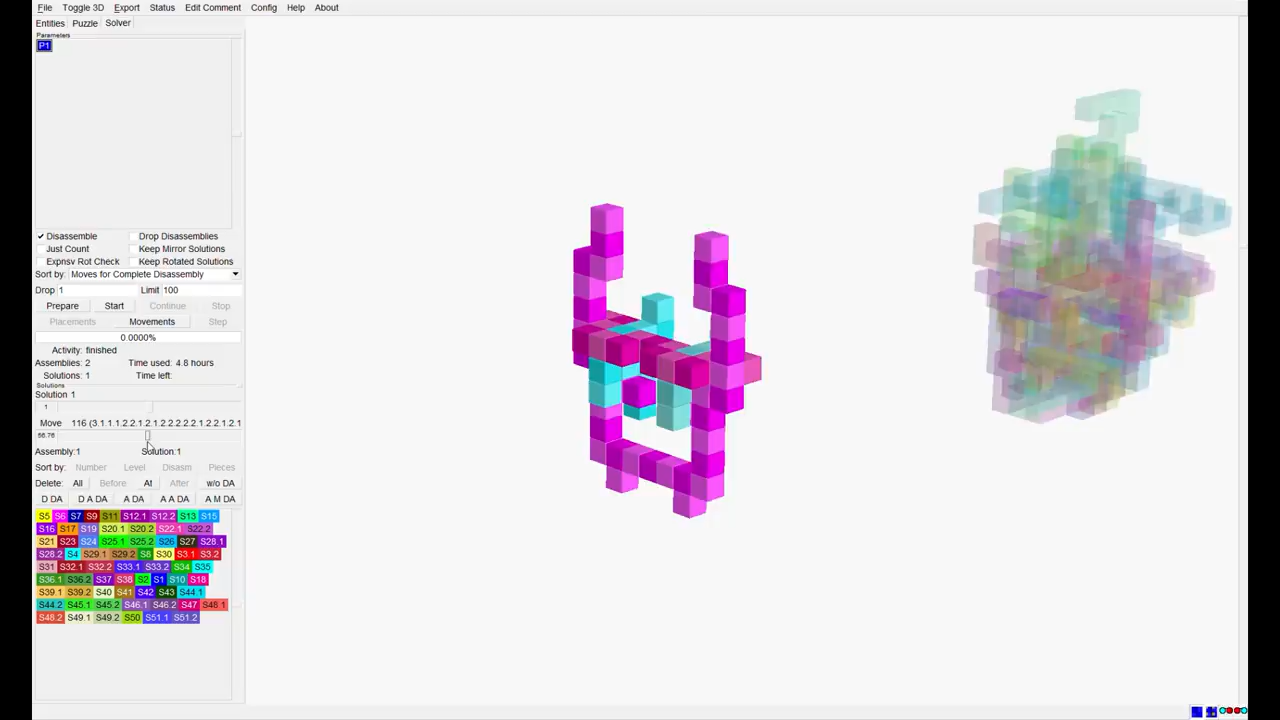 File Toggle 3D Export Status Edit Comment Config Help About
Entities Puzzle Solver
Parameters
P1
Disassemble Drop Disassemblies
Just Count Keep Mirror Solutions
Expnsv Rot Check Keep Rotated Solutions
Sort by: Moves for Complete Disassembly
Drop 1 Limit 100
Prepare Start Continue Stop
Placements Movements Step
0.0000%
Activity: finished
Assemblies: 2 Time used: 4.8 hours
Solutions: 1 Time left:
Solutions
Solution 1
1
Move 116 (3.1.1.1.2.2.1.2.1.2.2.2.2.2.1.2.2.1.2.1
56.76
Assembly:1 Solution:1
Sort by: Number Level Disasm Pieces
Delete: All Before At After w/o DA
D DA D A DA A DA A A DA A M DA
S5 S6 S7 S9 S11 S12.1 S12.2 S13 S15
S16 S17 S19 S20.1 S20.2 S22.1 S22.2
S21 S23 S24 S25.1 S25.2 S26 S27 S28.1
S28.2 S4 S29.1 S29.2 S8 S30 S3.1 S3.2
S31 S32.1 S32.2 S33.1 S33.2 S34 S35
S36.1 S36.2 S37 S38 S2 S1 S10 S18
S39.1 S39.2 S40 S41 S42 S43 S44.1
S44.2 S45.1 S45.2 S46.1 S46.2 S47 S48.1
S48.2 S49.1 S49.2 S50 S51.1 S51.2